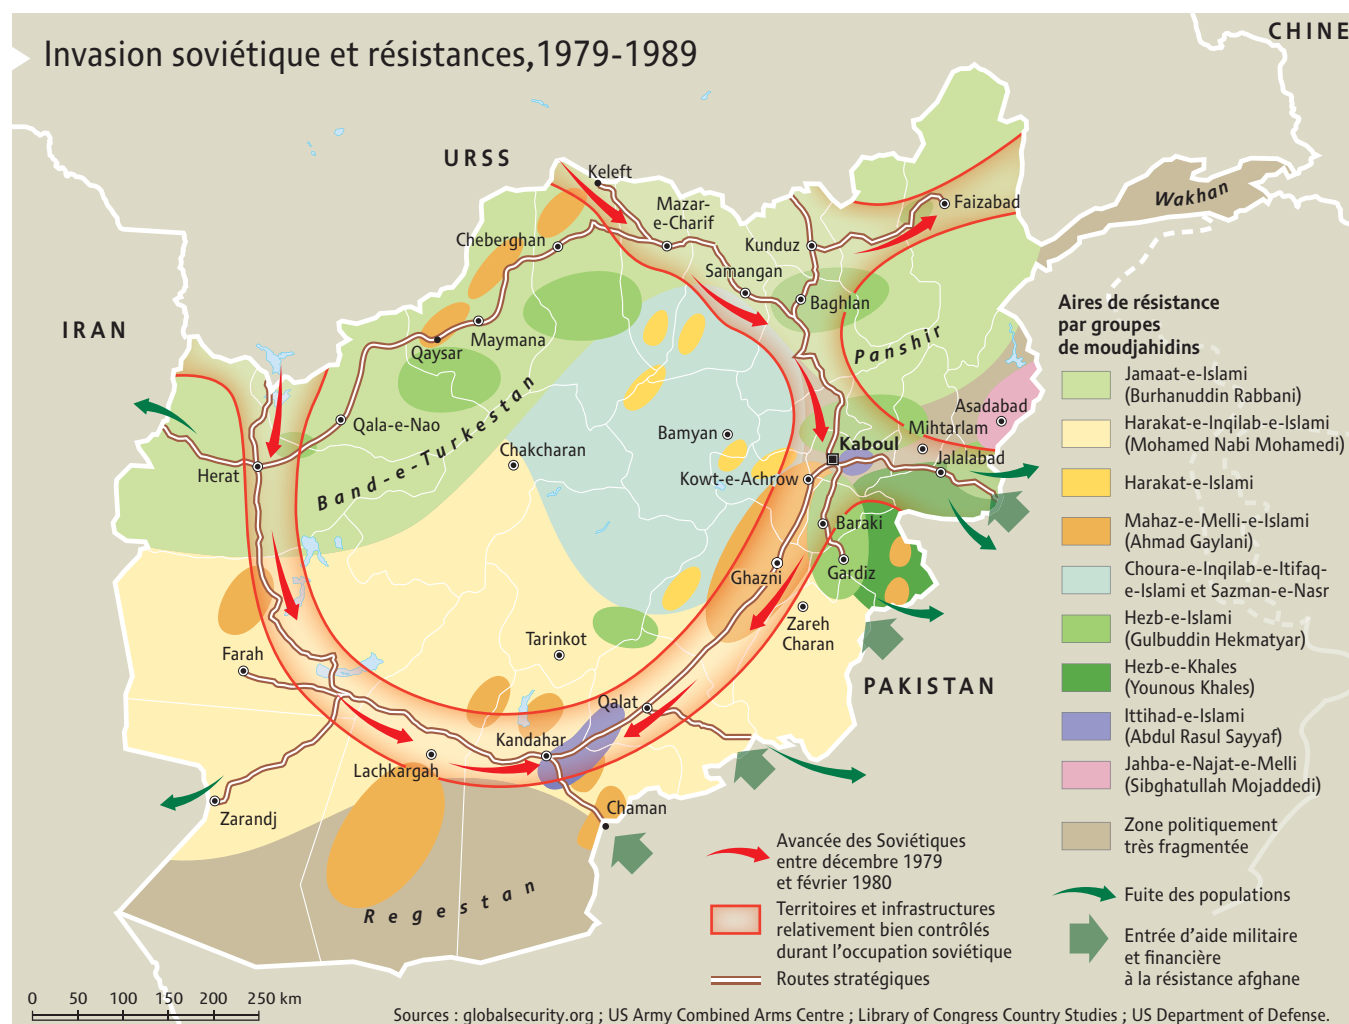 Invasion soviétique et résistances, 1979-1989
CHINE
URSS
Keleft
Wakhan
Faizabad
Mazar-
e-Charif
Cheberghan
Kunduz
Samangan
Baghlan
IRAN
Maymana
Qaysar
Panshir
Band-e-Turkestan
Qala-e-Nao
Asadabad
Mihtarlam
Bamyan
Kaboul
Chakcharan
Jalalabad
Herat
Kowt-e-Achrow
Baraki
Ghazni
Gardiz
Zareh
Charan
Tarinkot
Farah
PAKISTAN
Qalat
Kandahar
Lachkargah
Chaman
Zarandj
Regestan
Aires de résistance
par groupes
de moudjahidins
Jamaat-e-Islami
(Burhanuddin Rabbani)
Harakat-e-Inqilab-e-Islami
(Mohamed Nabi Mohamedi)
Harakat-e-Islami
Mahaz-e-Melli-e-Islami
(Ahmad Gaylani)
Choura-e-Inqilab-e-Itifaq-
e-Islami et Sazman-e-Nasr
Hezb-e-Islami
(Gulbuddin Hekmatyar)
Hezb-e-Khales
(Younous Khales)
Ittihad-e-Islami
(Abdul Rasul Sayyaf)
Jahba-e-Najat-e-Melli
(Sibghatullah Mojaddedi)
Zone politiquement
très fragmentée
Fuite des populations
Entrée d'aide militaire
et financière
à la résistance afghane
Avancée des Soviétiques
entre décembre 1979
et février 1980
Territoires et infrastructures
relativement bien contrôlés
durant l'occupation soviétique
Routes stratégiques
0 50 100 150 200 250 km
Sources : globalsecurity.org ; US Army Combined Arms Centre ; Library of Congress Country Studies ; US Department of Defense.